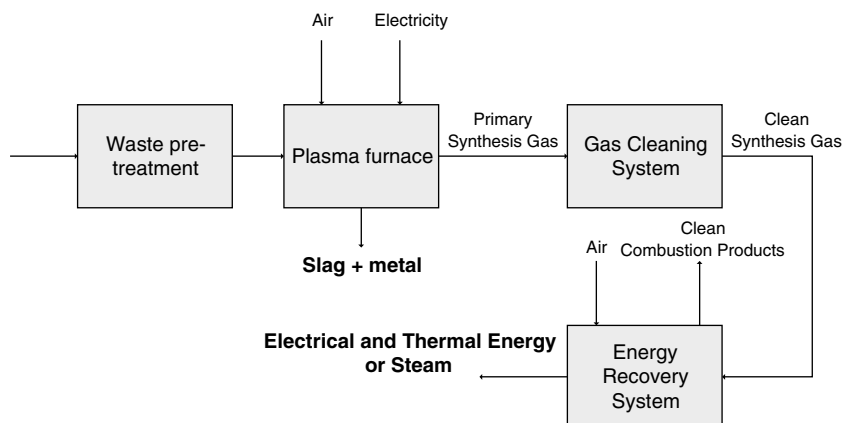 Air
Electricity
Waste pre-
treatment
Plasma furnace
Primary
Synthesis Gas
Gas Cleaning
System
Clean
Synthesis Gas
Slag + metal
Air
Clean
Combustion Products
Electrical and Thermal Energy
or Steam
Energy
Recovery
System